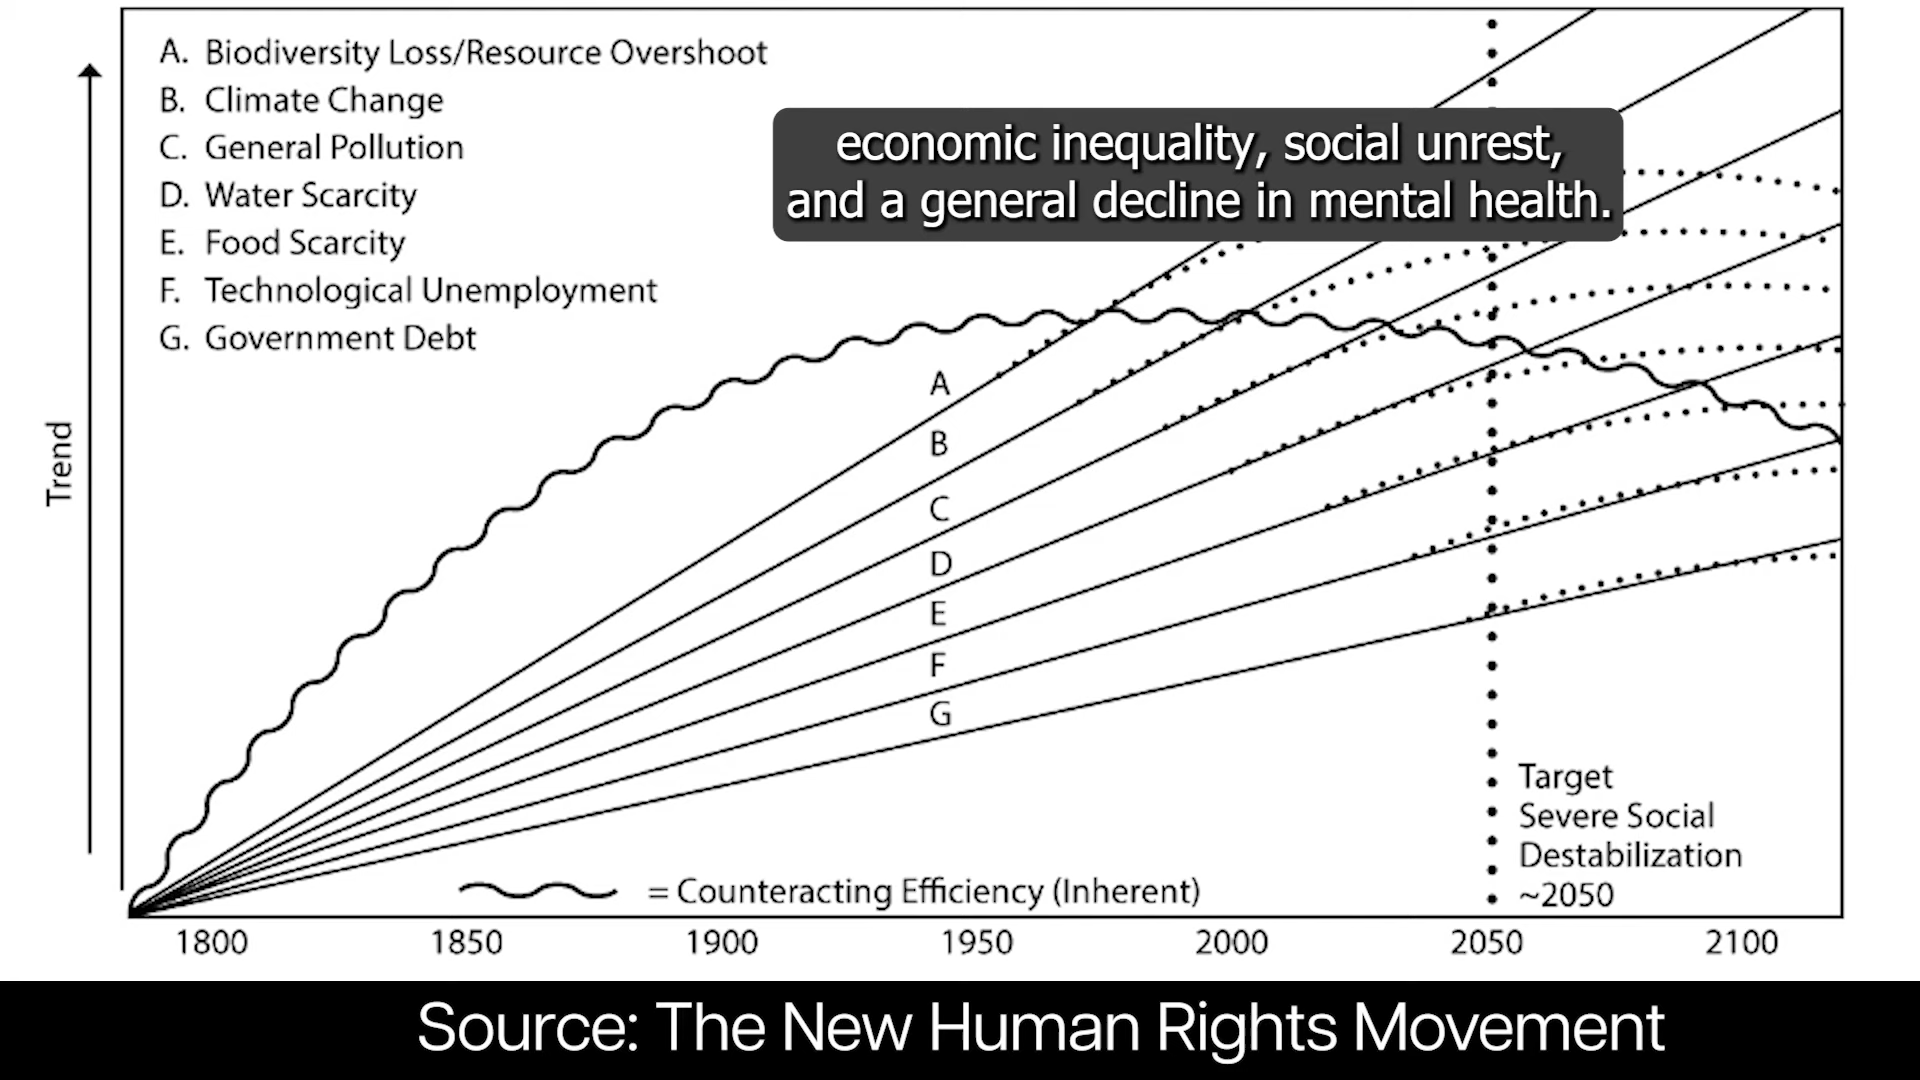 A. Biodiversity Loss/Resource Overshoot
B. Climate Change
C. General Pollution
D. Water Scarcity
E. Food Scarcity
F. Technological Unemployment
G. Government Debt
economic inequality, social unrest,
and a general decline in mental health.
Trend
A
B
C
D
E
F
G
Target
Severe Social
Destabilization
~2050
= Counteracting Efficiency (Inherent)
1800 1850 1900 1950 2000 2050 2100
Source: The New Human Rights Movement